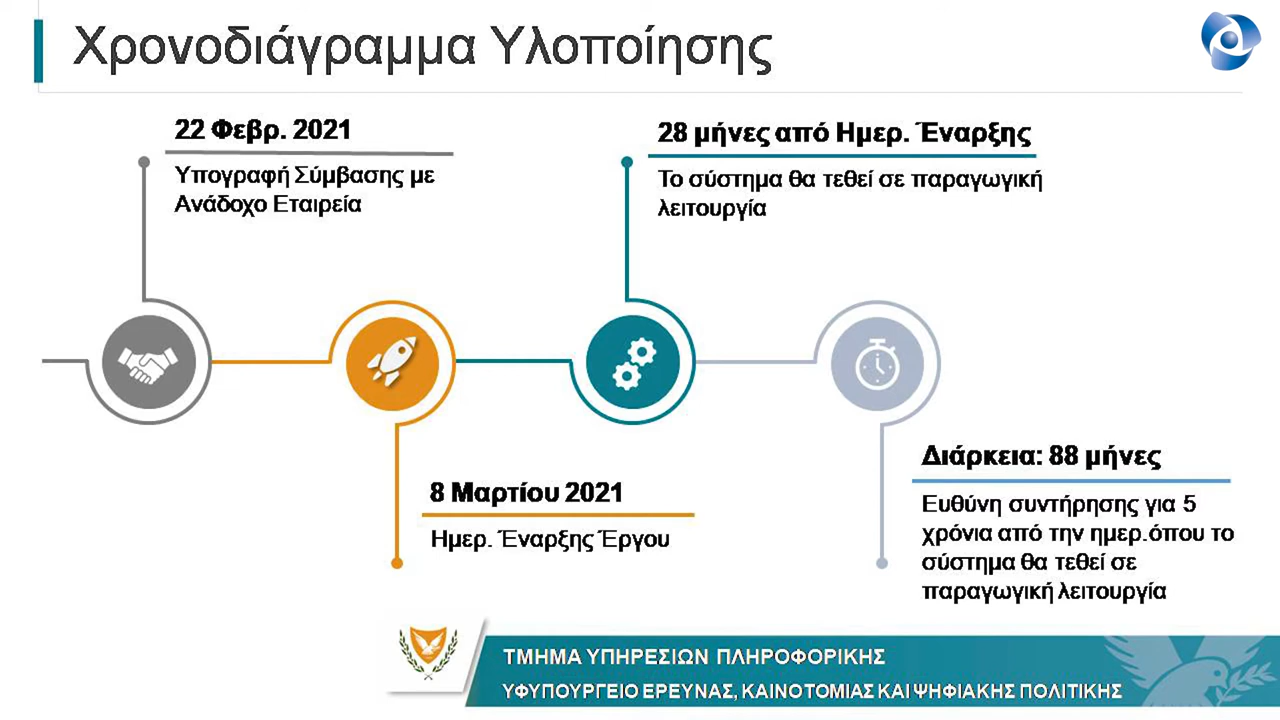 Χρονοδιάγραμμα Υλοποίησης
22 Φεβρ. 2021
Υπογραφή Σύμβασης με
Ανάδοχο Εταιρεία
28 μήνες από Ημερ. Έναρξης
Το σύστημα θα τεθεί σε παραγωγική
λειτουργία
8 Μαρτίου 2021
Ημερ. Έναρξης Έργου
Διάρκεια: 88 μήνες
Ευθύνη συντήρησης για 5
χρόνια από την ημερ.όπου το
σύστημα θα τεθεί σε
παραγωγική λειτουργία
ΤΜΗΜΑ ΥΠΗΡΕΣΙΩΝ ΠΛΗΡΟΦΟΡΙΚΗΣ
ΥΦΥΠΟΥΡΓΕΙΟ ΕΡΕΥΝΑΣ, ΚΑΙΝΟΤΟΜΙΑΣ ΚΑΙ ΨΗΦΙΑΚΗΣ ΠΟΛΙΤΙΚΗΣ